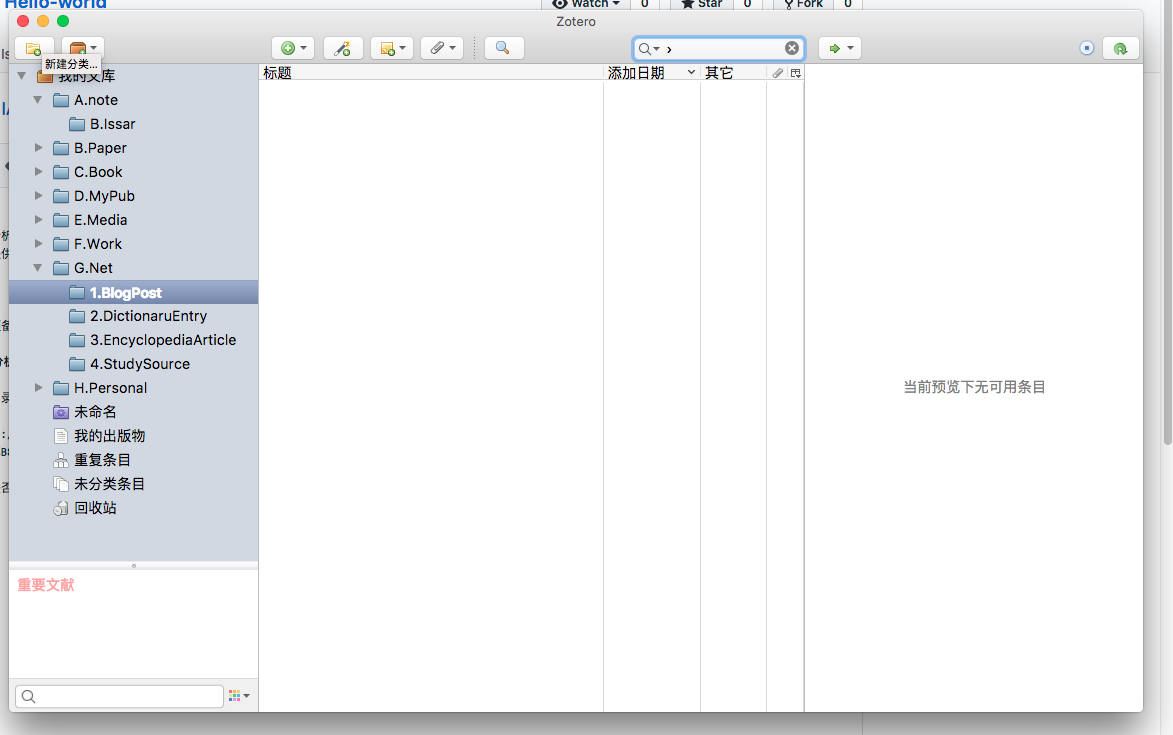 Hello-world
Watch 0 Star 0 Fork 0
Zotero
›
新建分类...
我的文库
标题 添加日期 其它
A.note
B.Issar
B.Paper
C.Book
D.MyPub
E.Media
F.Work
G.Net
1.BlogPost
2.DictionaruEntry
3.EncyclopediaArticle
4.StudySource
H.Personal
未命名
我的出版物
重复条目
未分类条目
回收站
当前预览下无可用条目
重要文献